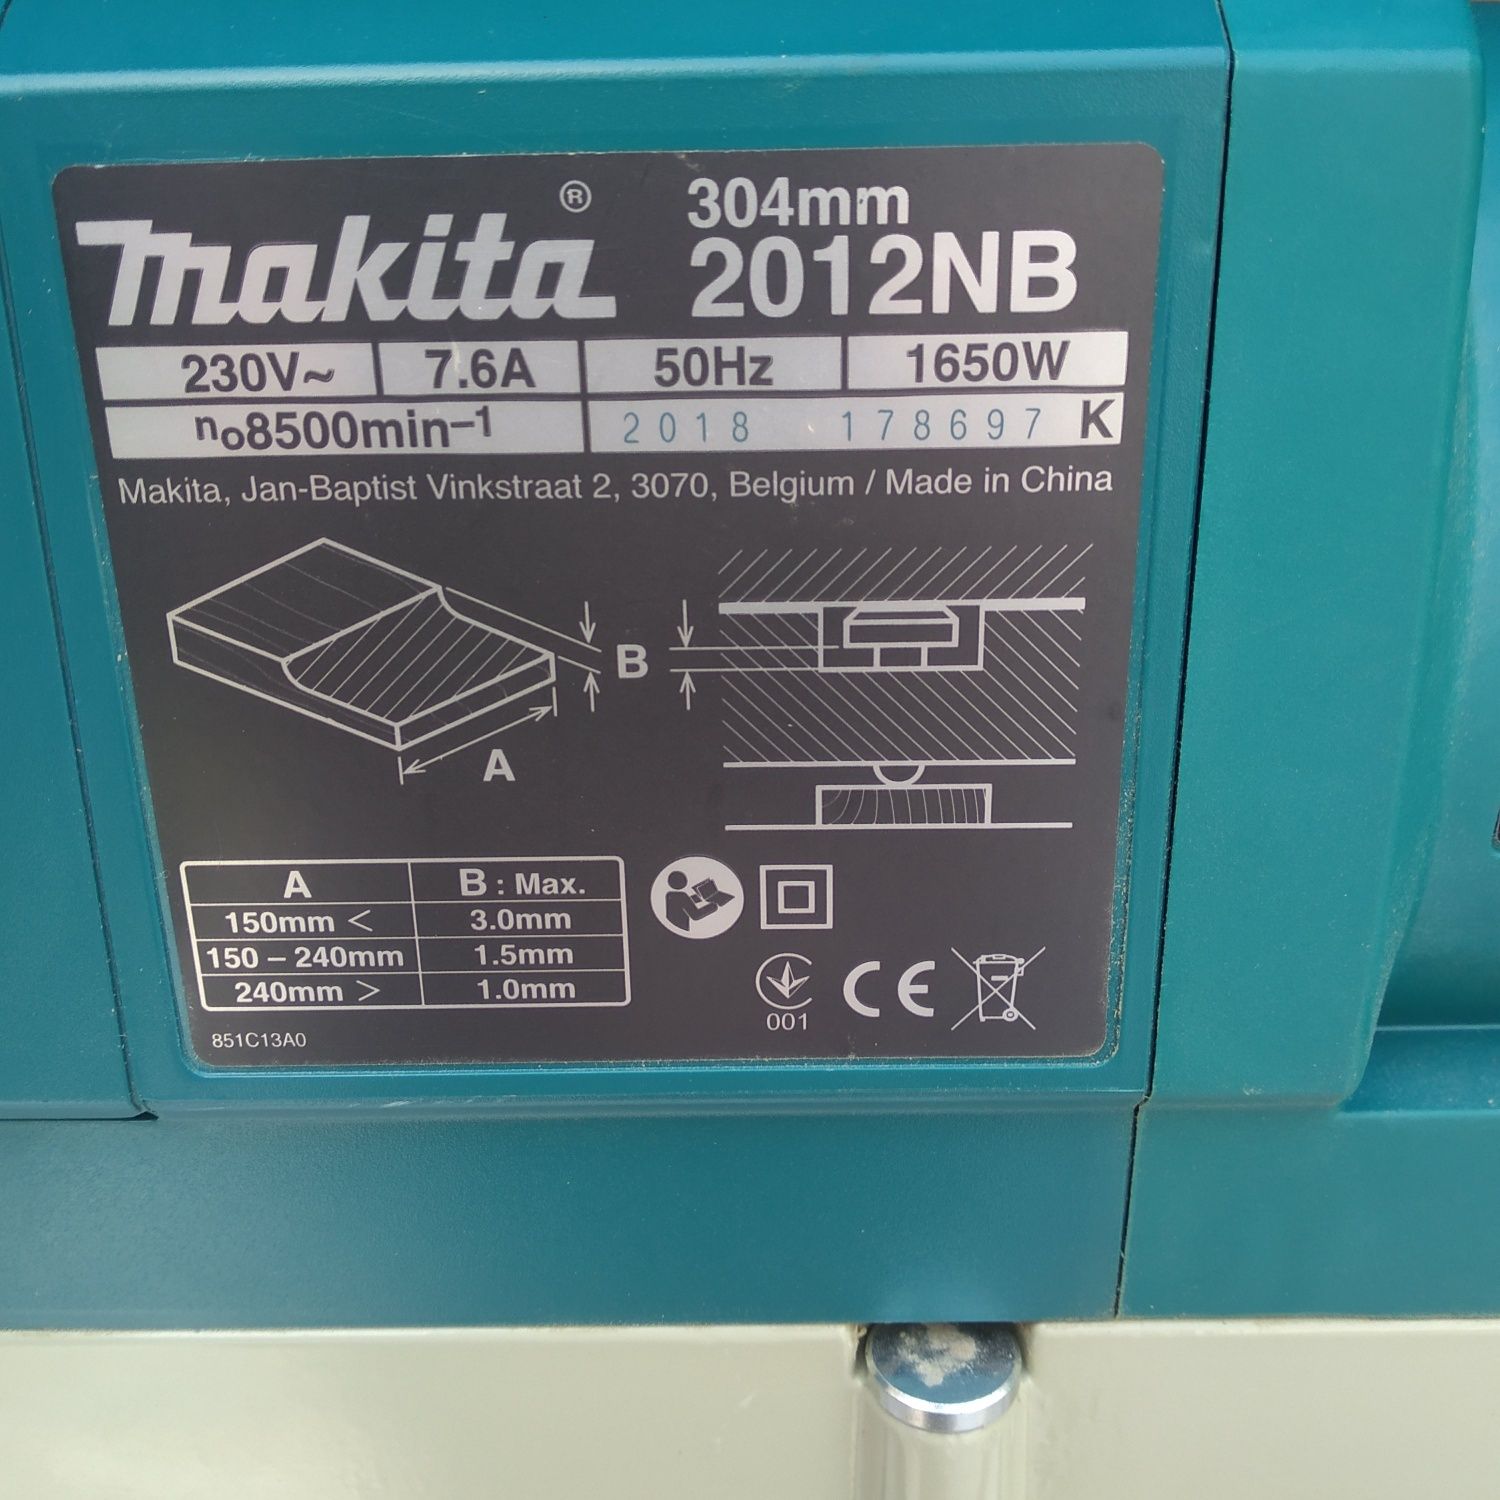 makita ® 304mm
2012NB
230V~ 7.6A 50Hz 1650W
no8500min-1 2018 178697 K
Makita, Jan-Baptist Vinkstraat 2, 3070, Belgium / Made in China
B
A
A B : Max.
150mm < 3.0mm
150 – 240mm 1.5mm
240mm > 1.0mm
001 CE
851C13A0